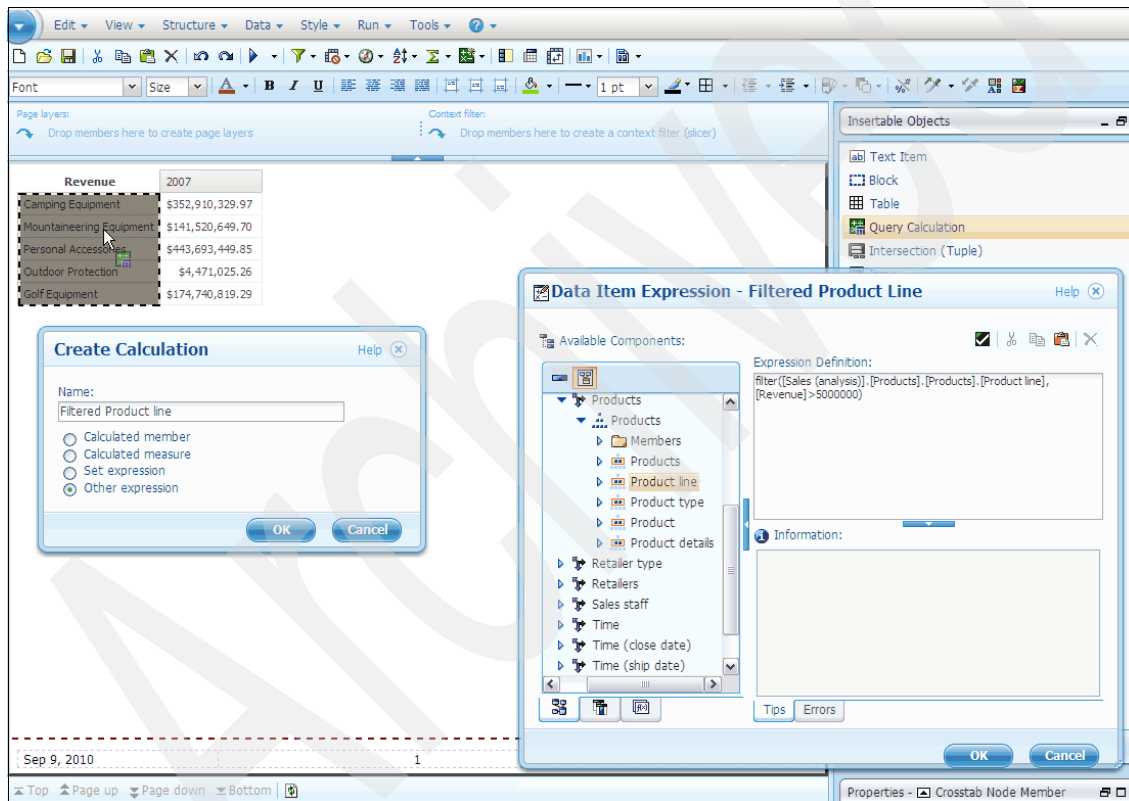 Edit View Structure Data Style Run Tools
Font Size A B I U 1 pt
Page layers:
Drop members here to create page layers
Context filter:
Drop members here to create a context filter (slicer)
Revenue 2007
Camping Equipment $352,910,329.97
Mountaineering Equipment $141,520,649.70
Personal Accessories $443,693,449.85
Outdoor Protection $4,471,025.26
Golf Equipment $174,740,819.29
Insertable Objects
Text Item
Block
Table
Query Calculation
Intersection (Tuple)
Create Calculation Help
Name:
Filtered Product line
Calculated member
Calculated measure
Set expression
Other expression
OK Cancel
Data Item Expression - Filtered Product Line Help
Available Components:
Products
Products
Members
Products
Product line
Product type
Product
Product details
Retailer type
Retailers
Sales staff
Time
Time (close date)
Time (ship date)
Expression Definition:
filter([Sales (analysis)].[Products].[Products].[Product line],
[Revenue]>5000000)
Information:
Tips Errors
OK Cancel
Sep 9, 2010 1
Top Page up Page down Bottom
Properties - Crosstab Node Member
Archived